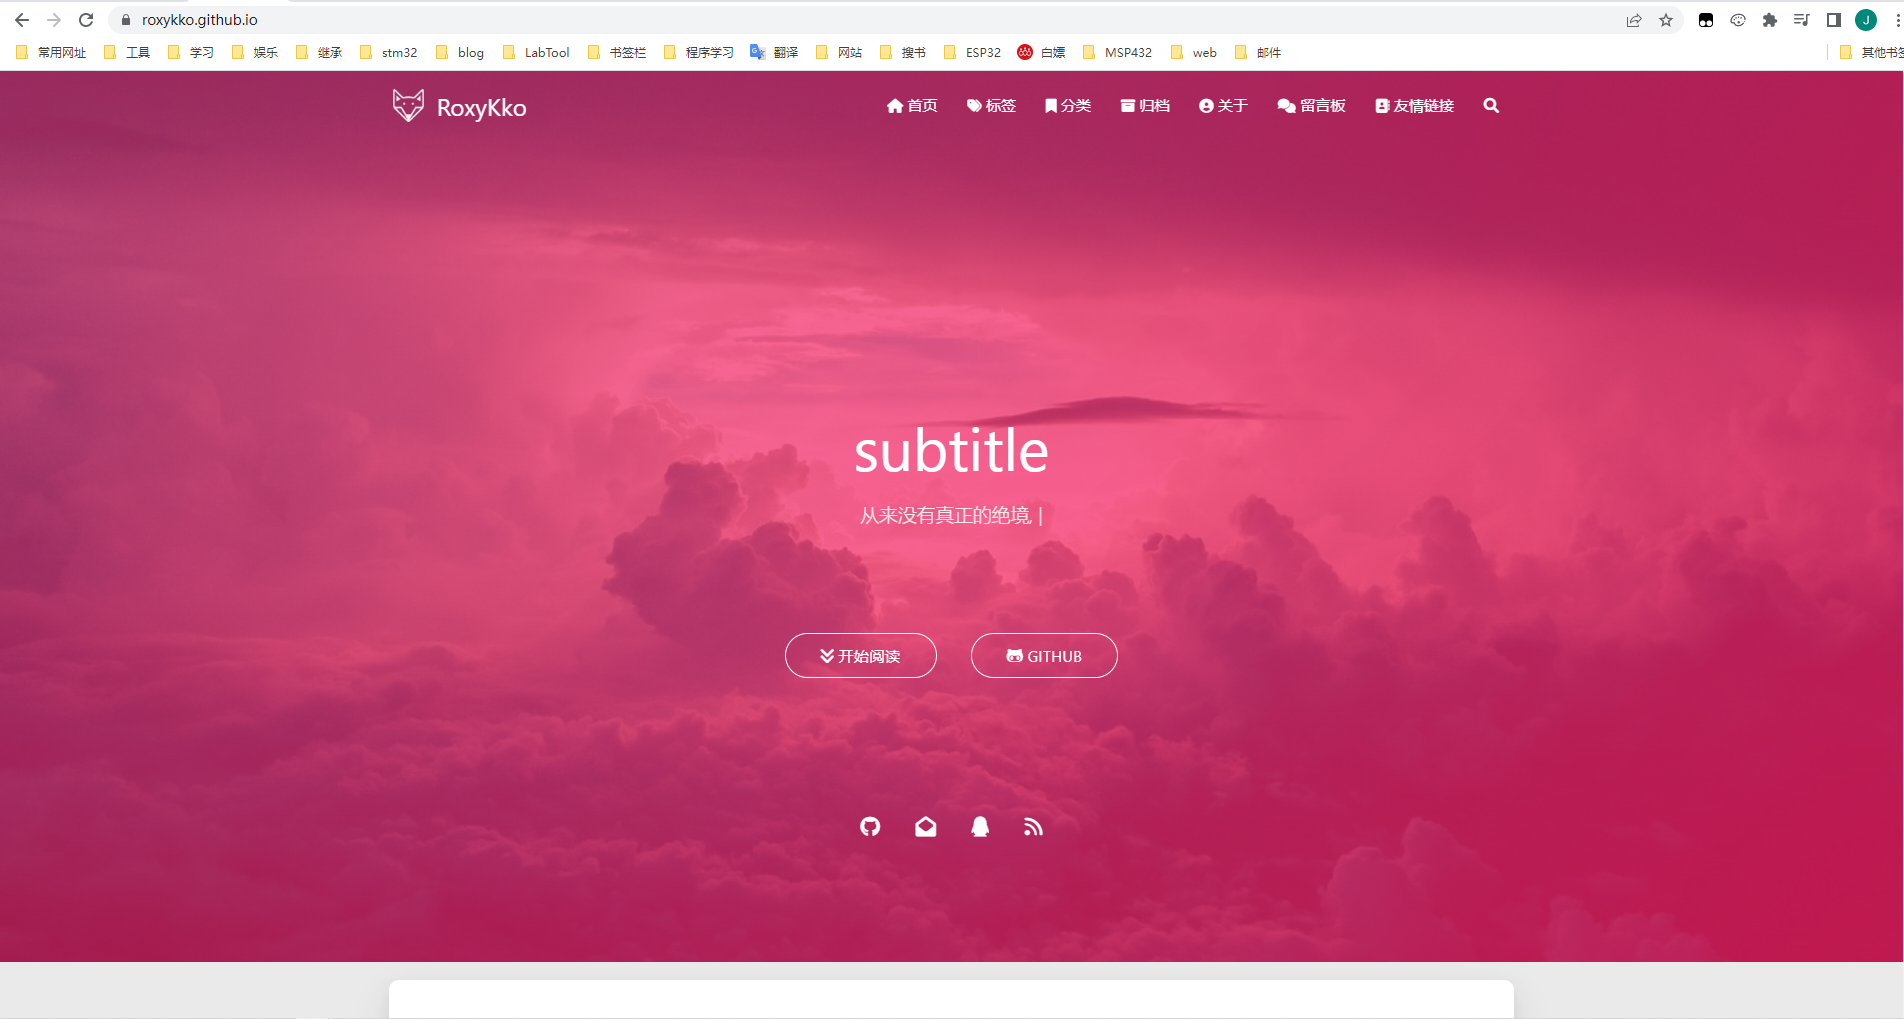 roxykko.github.io
J
常用网址 工具 学习 娱乐 继承 stm32 blog LabTool 书签栏 程序学习 翻译 网站 搜书 ESP32 白嫖 MSP432 web 邮件 其他书签
RoxyKko 首页 标签 分类 归档 关于 留言板 友情链接
subtitle
从来没有真正的绝境, |
开始阅读 GITHUB